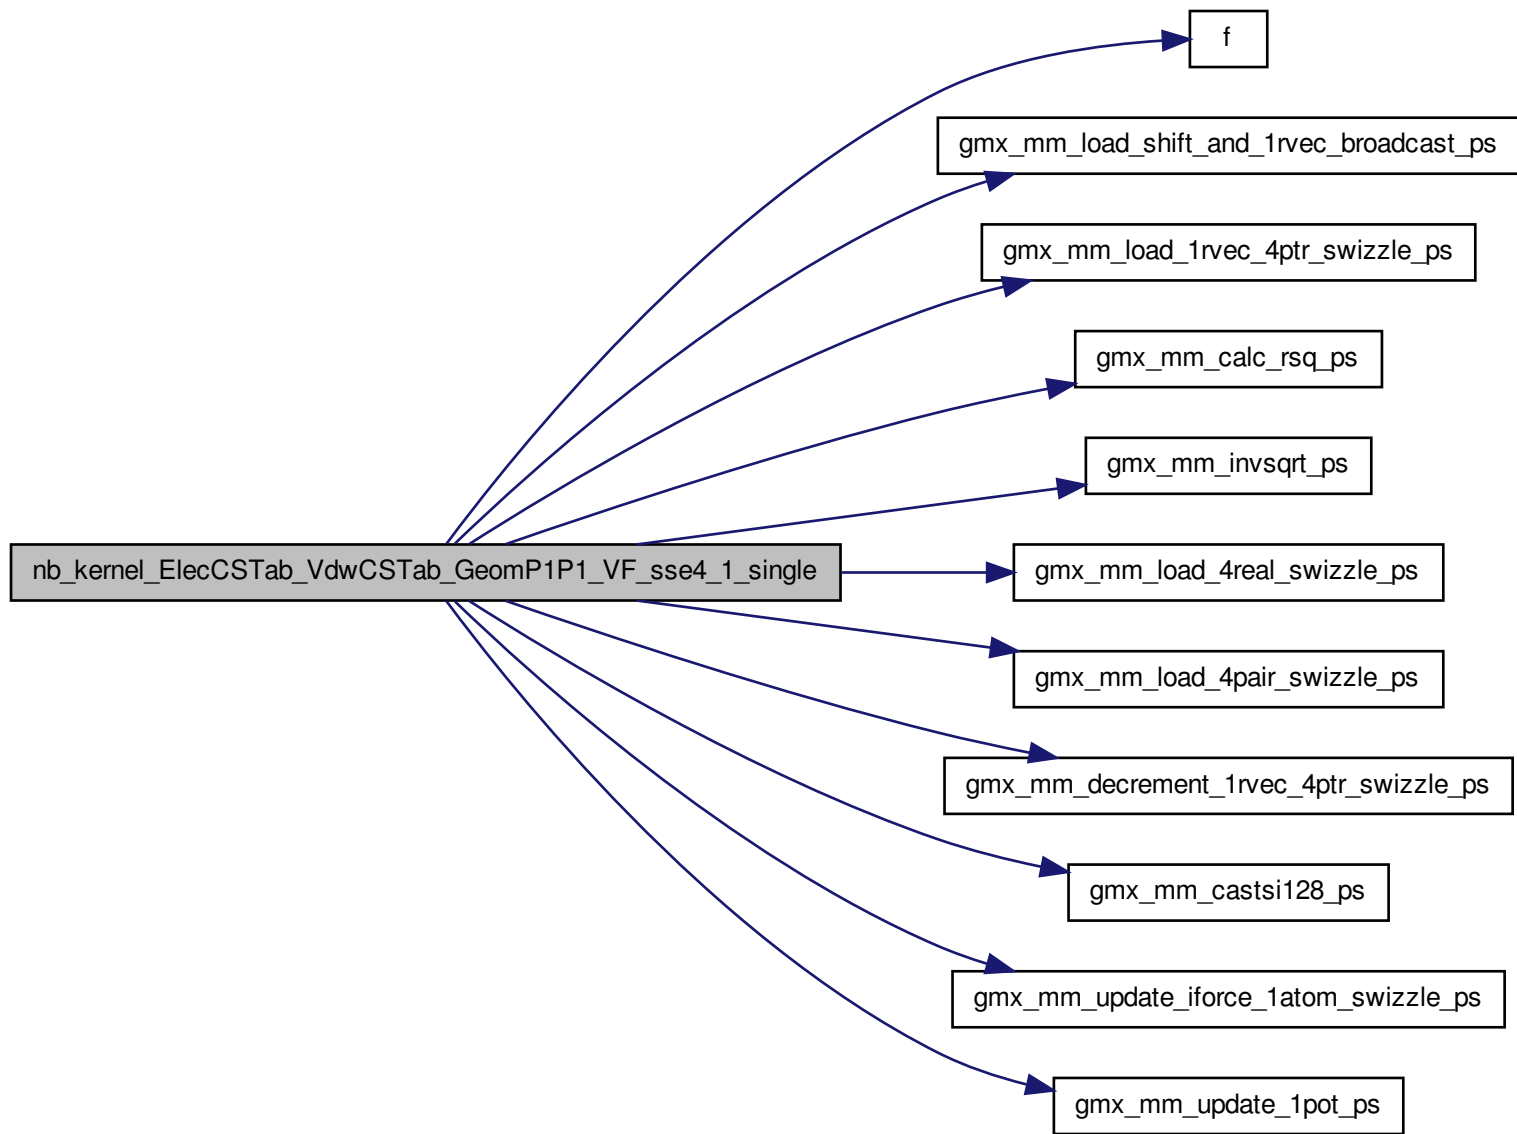 f
gmx_mm_load_shift_and_1rvec_broadcast_ps
gmx_mm_load_1rvec_4ptr_swizzle_ps
gmx_mm_calc_rsq_ps
gmx_mm_invsqrt_ps
nb_kernel_ElecCSTab_VdwCSTab_GeomP1P1_VF_sse4_1_single
gmx_mm_load_4real_swizzle_ps
gmx_mm_load_4pair_swizzle_ps
gmx_mm_decrement_1rvec_4ptr_swizzle_ps
gmx_mm_castsi128_ps
gmx_mm_update_iforce_1atom_swizzle_ps
gmx_mm_update_1pot_ps